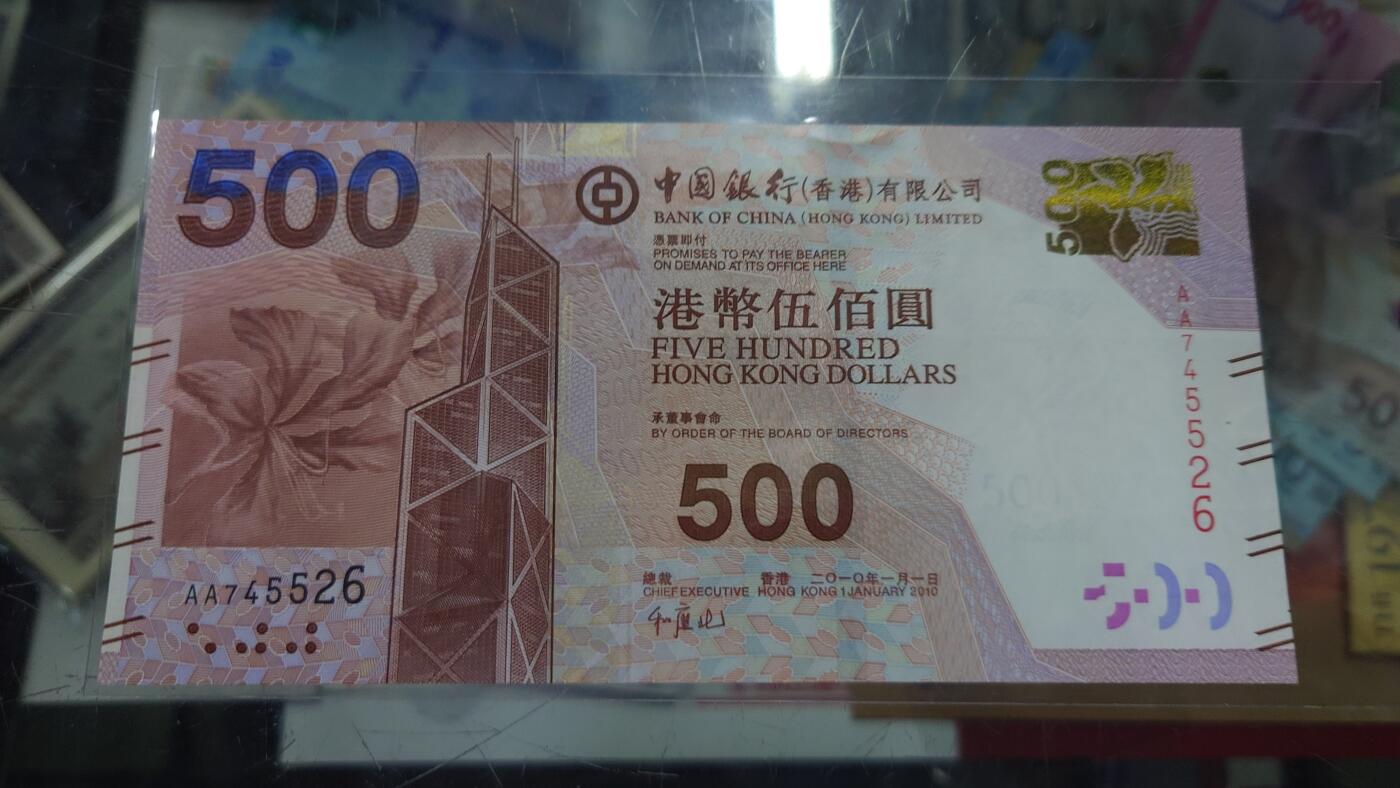 500
中國銀行(香港)有限公司
BANK OF CHINA (HONG KONG) LIMITED
憑票即付
PROMISES TO PAY THE BEARER
ON DEMAND AT ITS OFFICE HERE
港幣伍佰圓
FIVE HUNDRED
HONG KONG DOLLARS
承董事會命
BY ORDER OF THE BOARD OF DIRECTORS
500
總裁 香港 二〇一〇年一月一日
CHIEF EXECUTIVE HONG KONG 1 JANUARY 2010
AA745526
500
AA745526
500
50